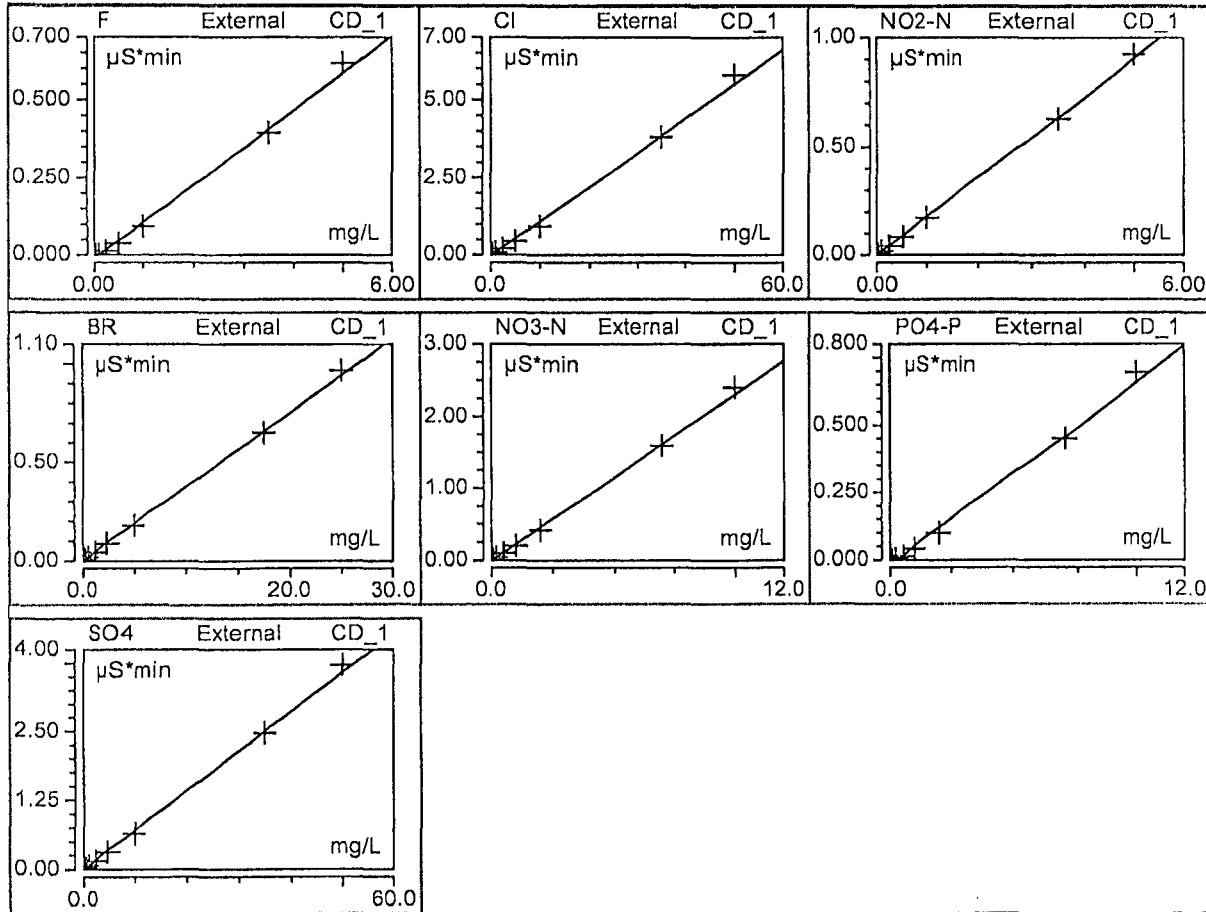 F External CD_1
0.700
µS*min
0.500
0.250
0.000
mg/L
0.00 6.00
Cl External CD_1
7.00
µS*min
5.00
2.50
0.00
mg/L
0.0 60.0
NO2-N External CD_1
1.00
µS*min
0.50
0.00
mg/L
0.00 6.00
BR External CD_1
1.10
µS*min
0.50
0.00
mg/L
0.0 20.0 30.0
NO3-N External CD_1
3.00
µS*min
2.00
1.00
0.00
mg/L
0.0 12.0
PO4-P External CD_1
0.800
µS*min
0.500
0.250
0.000
mg/L
0.0 12.0
SO4 External CD_1
4.00
µS*min
2.50
1.25
0.00
mg/L
0.0 60.0